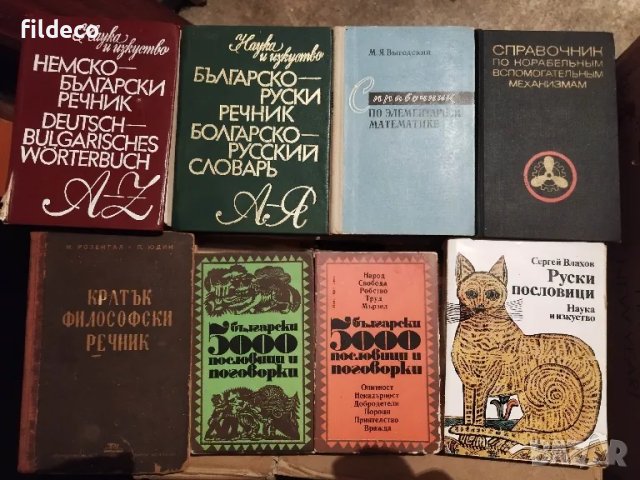 fildeco
Наука
и изкуство
НЕМСКО—
БЪЛГАРСКИ
РЕЧНИК
DEUTSCH—
BULGARISCHES
WÖRTERBUCH
A–Z
Наука
и изкуство
БЪЛГАРСКО—
РУСКИ
РЕЧНИК
БОЛГАРСКО—
РУССКИЙ
СЛОВАРЬ
А–Я
М. Я. Выгодский
Справочник
ПО ЭЛЕМЕНТАРНОЙ
МАТЕМАТИКЕ
СПРАВОЧНИК
ПО КОРАБЕЛЬНЫМ
ВСПОМОГАТЕЛЬНЫМ
МЕХАНИЗМАМ
М. РОЗЕНТАЛ и П. ЮДИН
КРАТЪК
ФИЛОСОФСКИ
РЕЧНИК
български
5000
пословици и
поговорки
Народ
Свобода
Робство
Труд
Мързел
български
5000
пословици и
поговорки
Опитност
Некадърност
Добродетели
Пороци
Приятелство
Вражда
Сергей Влахов
Руски
пословици
Наука
и изкуство